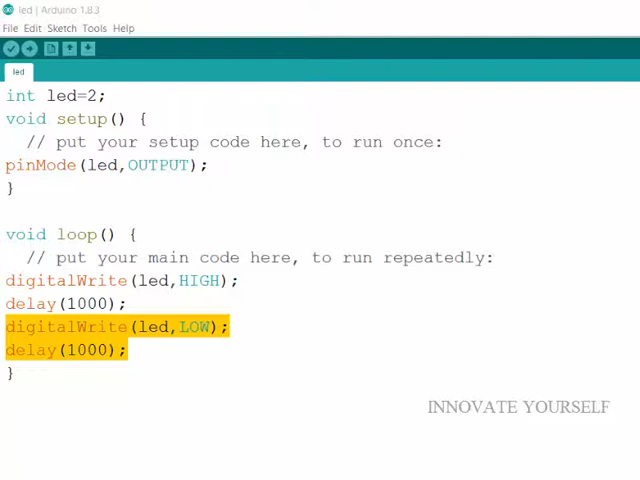 led | Arduino 1.8.3
File Edit Sketch Tools Help
led
int led=2;
void setup() {
// put your setup code here, to run once:
pinMode(led,OUTPUT);
}
void loop() {
// put your main code here, to run repeatedly:
digitalWrite(led,HIGH);
delay(1000);
digitalWrite(led,LOW);
delay(1000);
}
INNOVATE YOURSELF